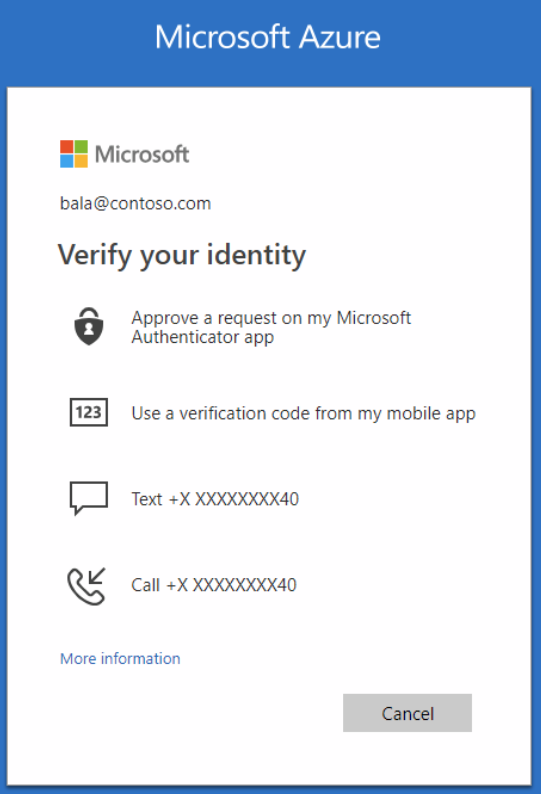 Microsoft Azure
Microsoft
bala@contoso.com
Verify your identity
Approve a request on my Microsoft
Authenticator app
123
Use a verification code from my mobile app
Text +X XXXXXXXX40
Call +X XXXXXXXX40
More information
Cancel